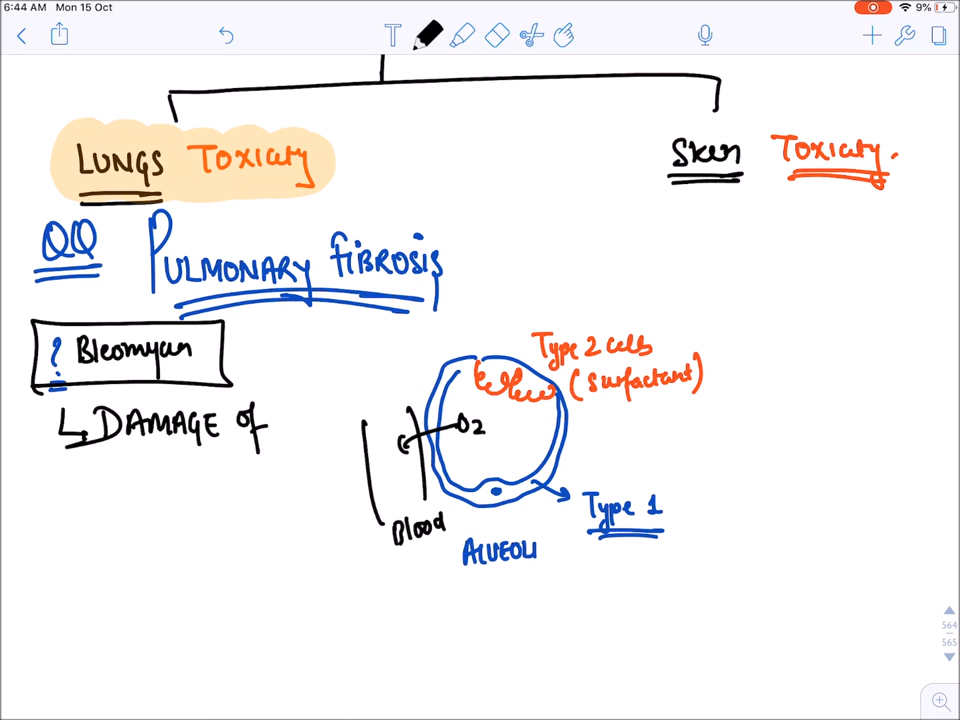 6:44 AM Mon 15 Oct
9%
T
LUNGS TOXICITY
SKIN TOXICITY.
QQ PULMONARY FIBROSIS
? Bleomycin
Type 2 cells
(Surfactant)
↳ DAMAGE of
O2
Type 1
Blood
ALVEOLI
564
565